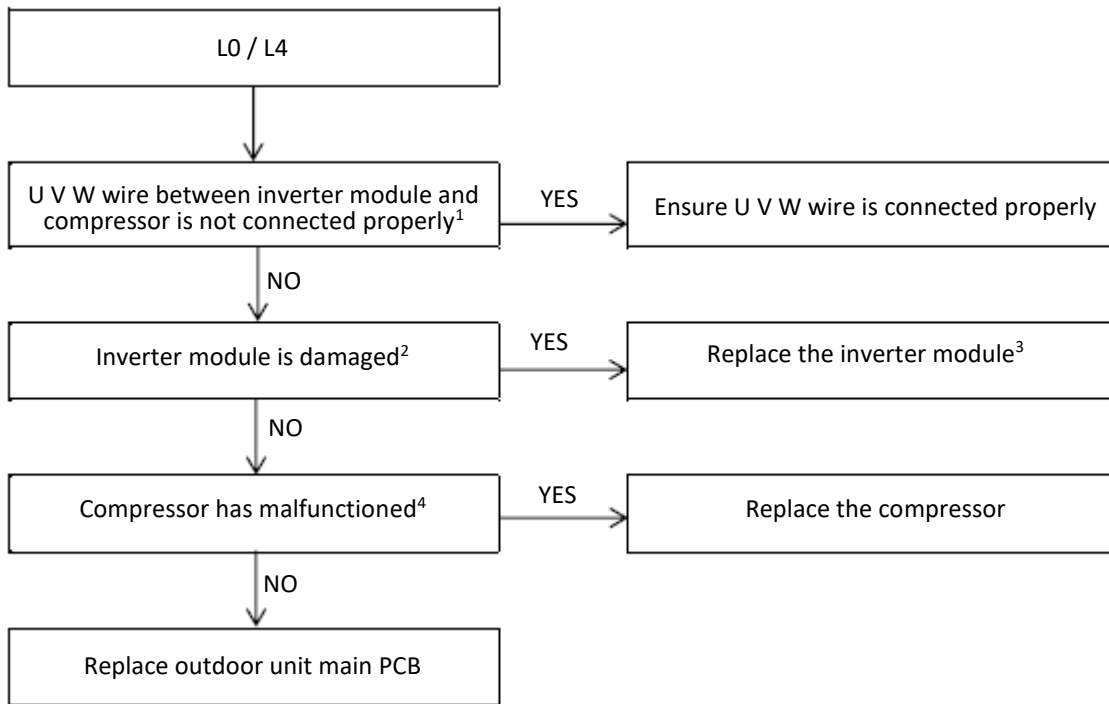 L0 / L4
U V W wire between inverter module and
compressor is not connected properly1
YES
Ensure U V W wire is connected properly
NO
Inverter module is damaged2
YES
Replace the inverter module3
NO
Compressor has malfunctioned4
YES
Replace the compressor
NO
Replace outdoor unit main PCB